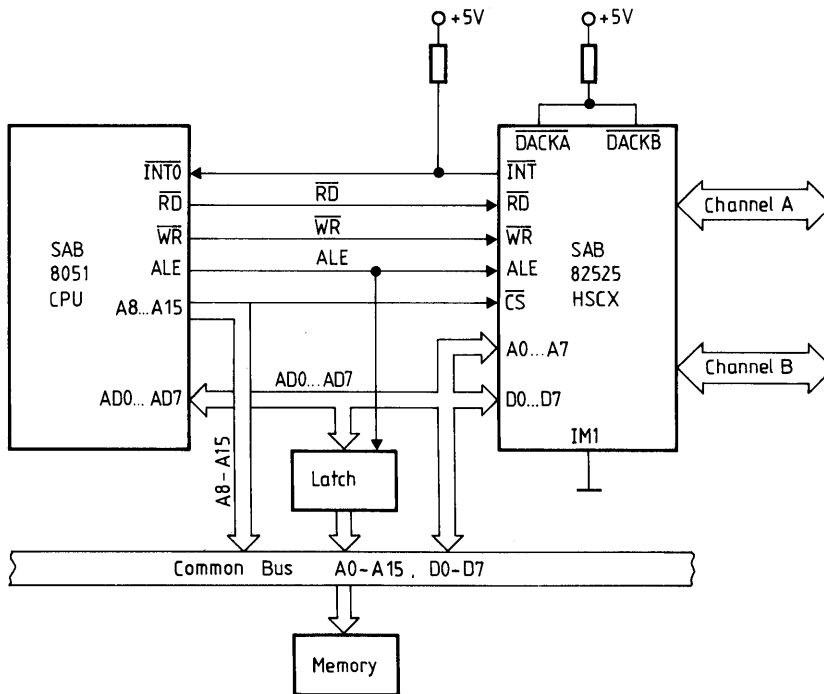 +5V
+5V
DACKA
DACKB
INT0
INT
RD
RD
RD
Channel A
WR
WR
WR
SAB
8051
CPU
ALE
ALE
ALE
SAB
82525
HSCX
A8...A15
CS
A0...A7
Channel B
AD0...AD7
AD0...AD7
D0...D7
IM1
A8-A15
Latch
Common Bus A0-A15, D0-D7
Memory